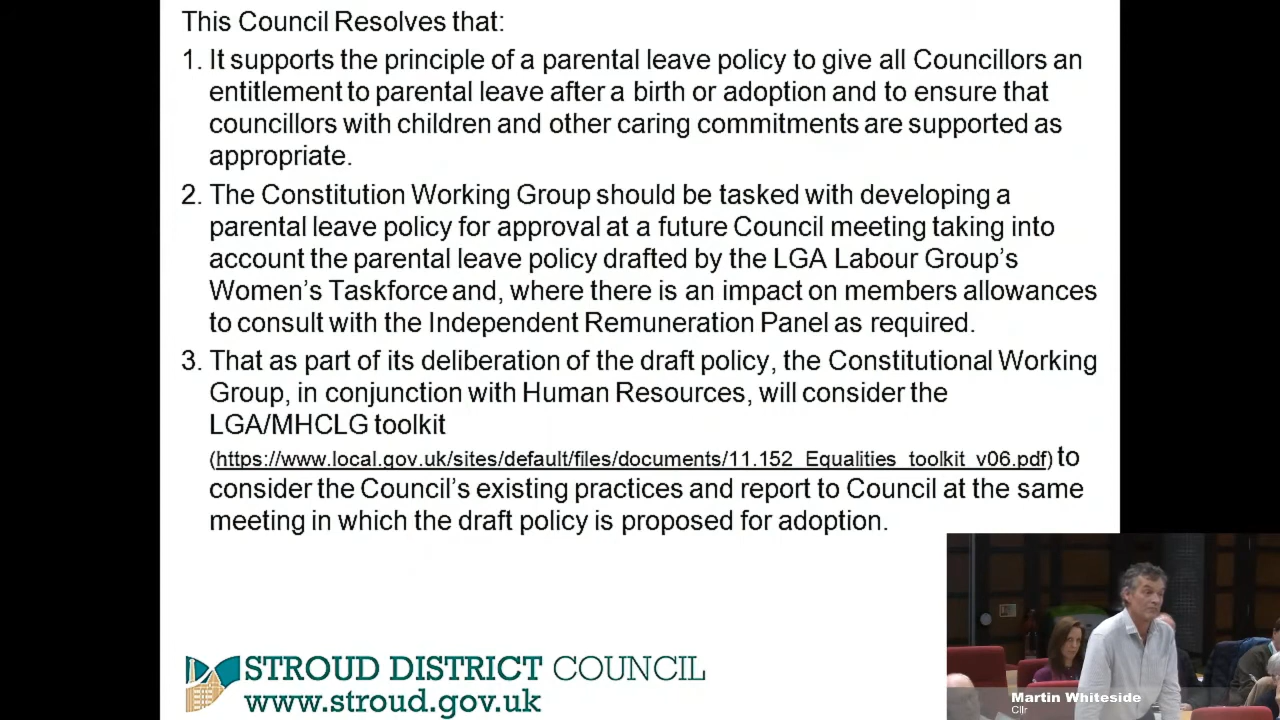 This Council Resolves that:
1. It supports the principle of a parental leave policy to give all Councillors an
entitlement to parental leave after a birth or adoption and to ensure that
councillors with children and other caring commitments are supported as
appropriate.
2. The Constitution Working Group should be tasked with developing a
parental leave policy for approval at a future Council meeting taking into
account the parental leave policy drafted by the LGA Labour Group's
Women's Taskforce and, where there is an impact on members allowances
to consult with the Independent Remuneration Panel as required.
3. That as part of its deliberation of the draft policy, the Constitutional Working
Group, in conjunction with Human Resources, will consider the
LGA/MHCLG toolkit
(https://www.local.gov.uk/sites/default/files/documents/11.152_Equalities_toolkit_v06.pdf) to
consider the Council's existing practices and report to Council at the same
meeting in which the draft policy is proposed for adoption.
STROUD DISTRICT COUNCIL
www.stroud.gov.uk
Martin Whiteside
Cllr